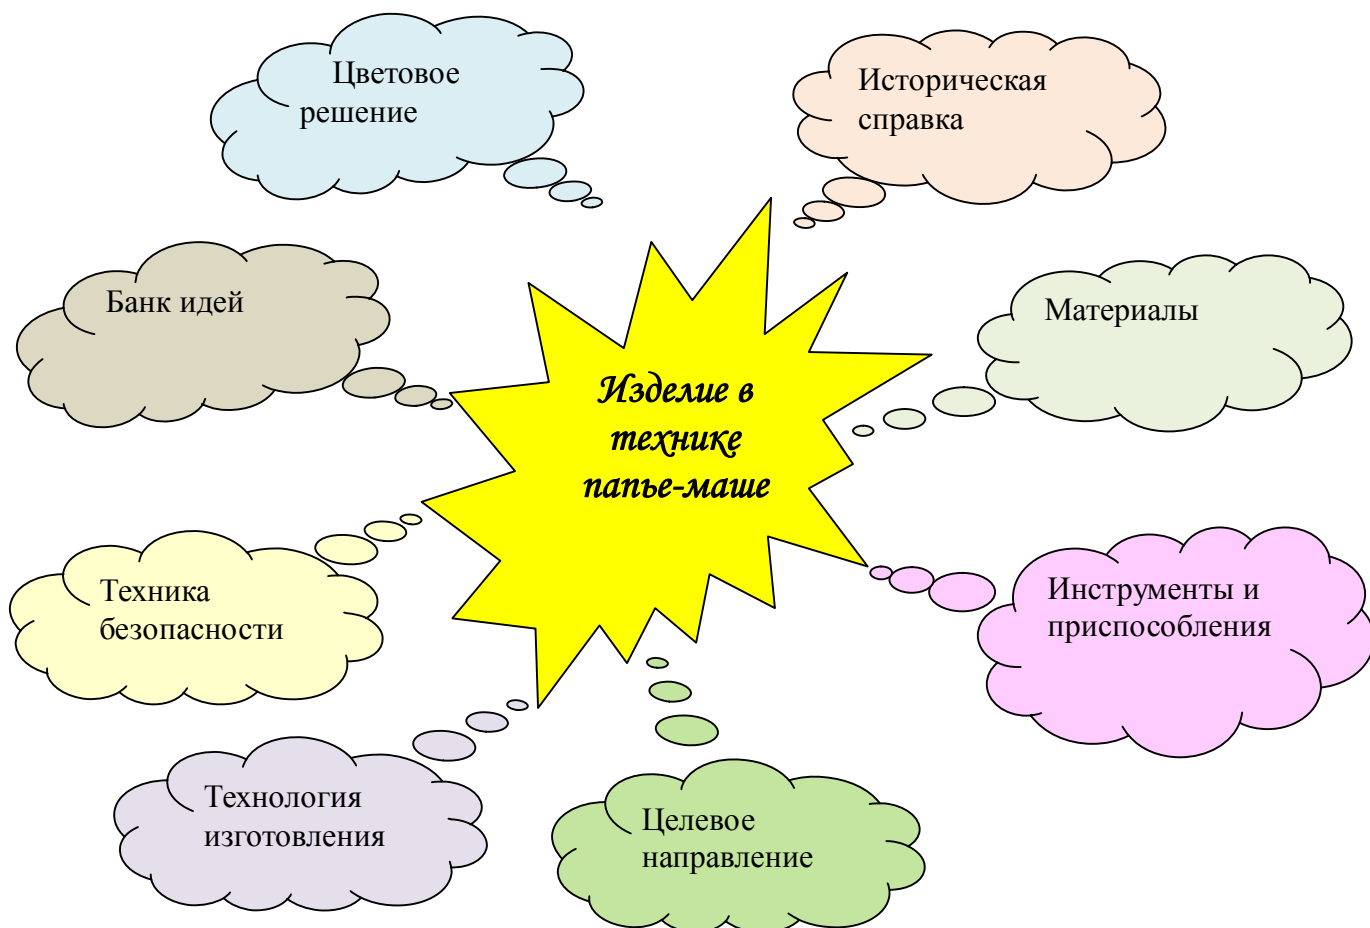 Цветовое
решение
Историческая
справка
Банк идей
Материалы
Изделие в
технике
папье-маше
Техника
безопасности
Инструменты и
приспособления
Технология
изготовления
Целевое
направление